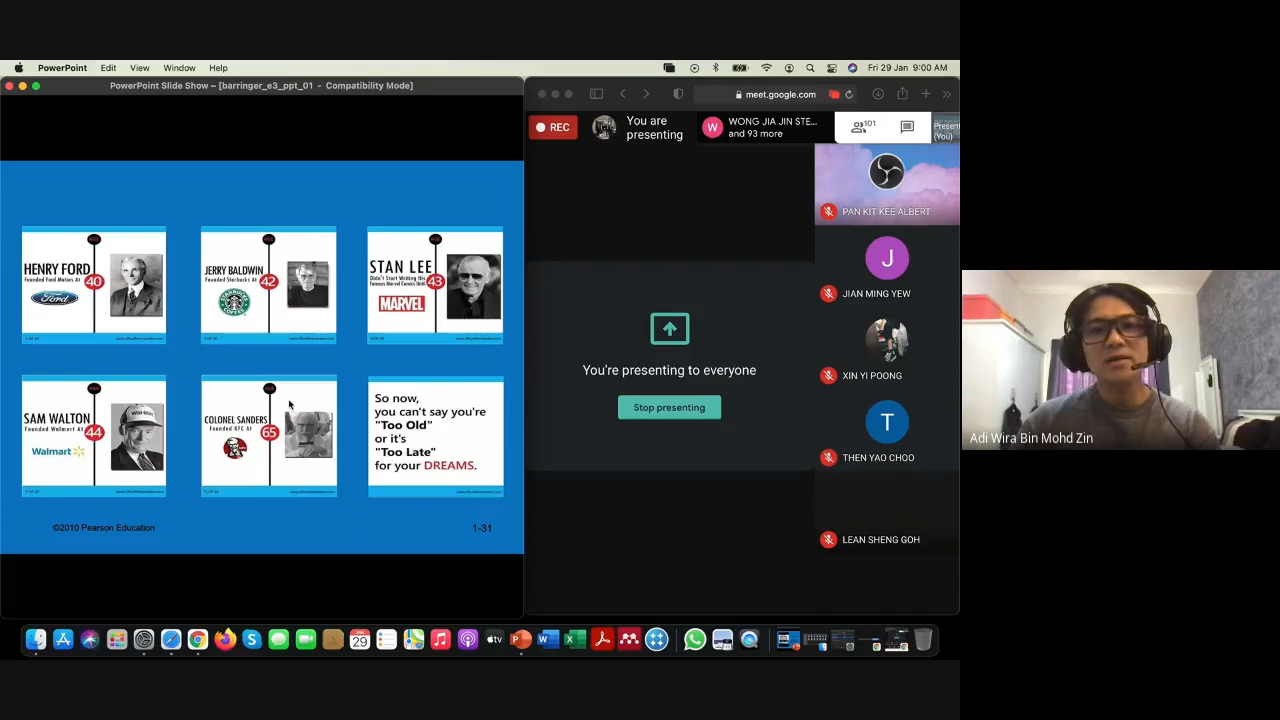 PowerPoint Edit View Window Help
Fri 29 Jan 9:00 AM
PowerPoint Slide Show – [barringer_e3_ppt_01 - Compatibility Mode]
HENRY FORD
Founded Ford Motors At
40
Ford
JERRY BALDWIN
Founded Starbucks At
42
STAN LEE
Didn't Start Writing His
Famous Marvel Comics Until
43
MARVEL
SAM WALTON
Founded Walmart At
44
Walmart
COLONEL SANDERS
Founded KFC At
65
KFC
So now,
you can't say you're
"Too Old"
or it's
"Too Late"
for your DREAMS.
©2010 Pearson Education
1-31
meet.google.com
REC
You are
presenting
W
WONG JIA JIN STE...
and 93 more
101
Present
(You)
You're presenting to everyone
Stop presenting
PAN KIT KEE ALBERT
J
JIAN MING YEW
XIN YI POONG
T
THEN YAO CHOO
LEAN SHENG GOH
Adi Wira Bin Mohd Zin